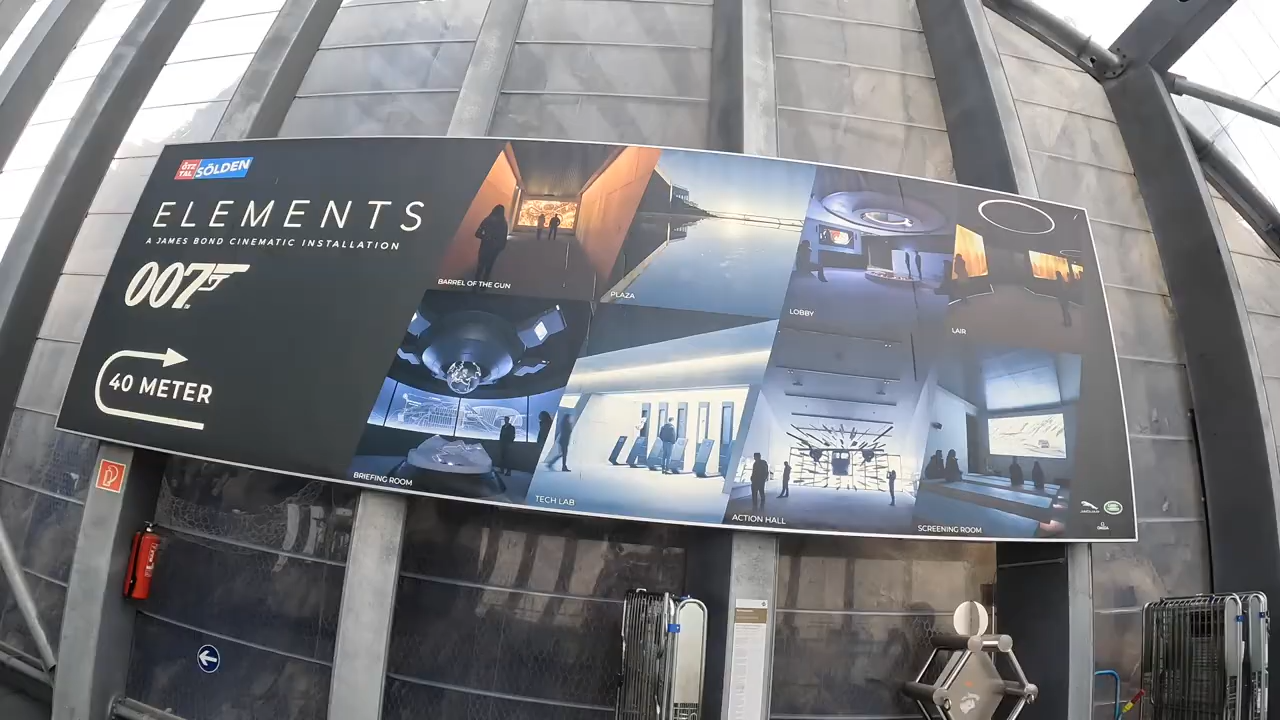 ÖTZ
TAL
SÖLDEN
ELEMENTS
A JAMES BOND CINEMATIC INSTALLATION
007
40 METER
BARREL OF THE GUN
PLAZA
LOBBY
LAIR
BRIEFING ROOM
TECH LAB
ACTION HALL
SCREENING ROOM
JAGUAR